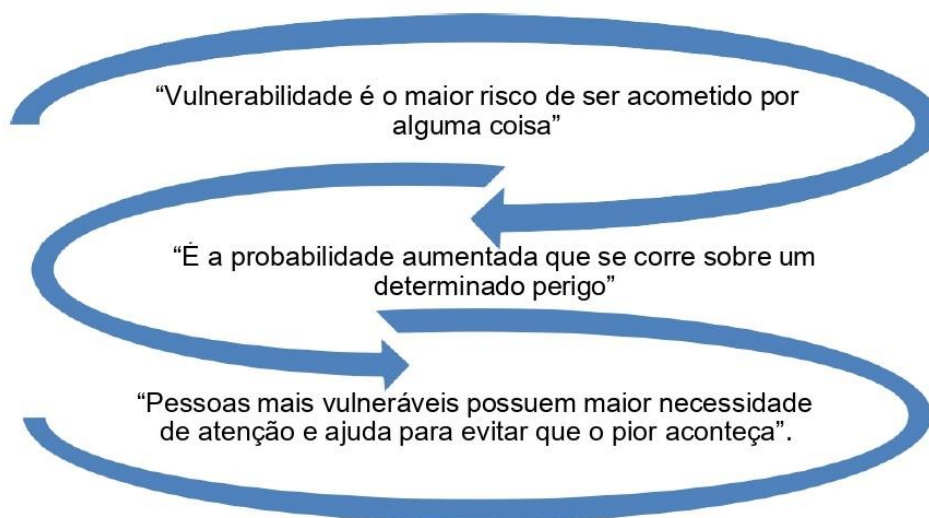 “Vulnerabilidade é o maior risco de ser acometido por
alguma coisa”
“É a probabilidade aumentada que se corre sobre um
determinado perigo”
“Pessoas mais vulneráveis possuem maior necessidade
de atenção e ajuda para evitar que o pior aconteça”.